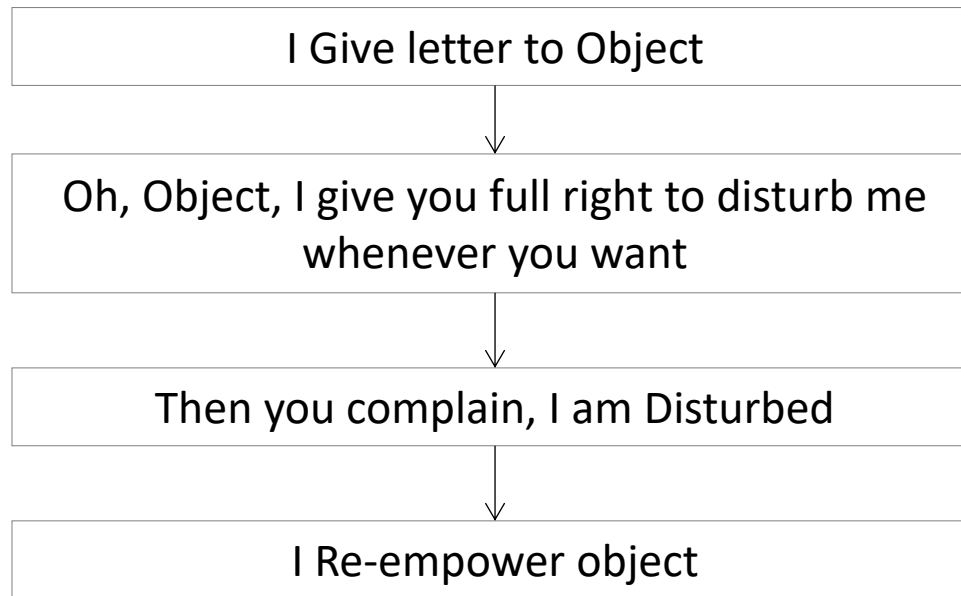 I Give letter to Object
Oh, Object, I give you full right to disturb me
whenever you want
Then you complain, I am Disturbed
I Re-empower object